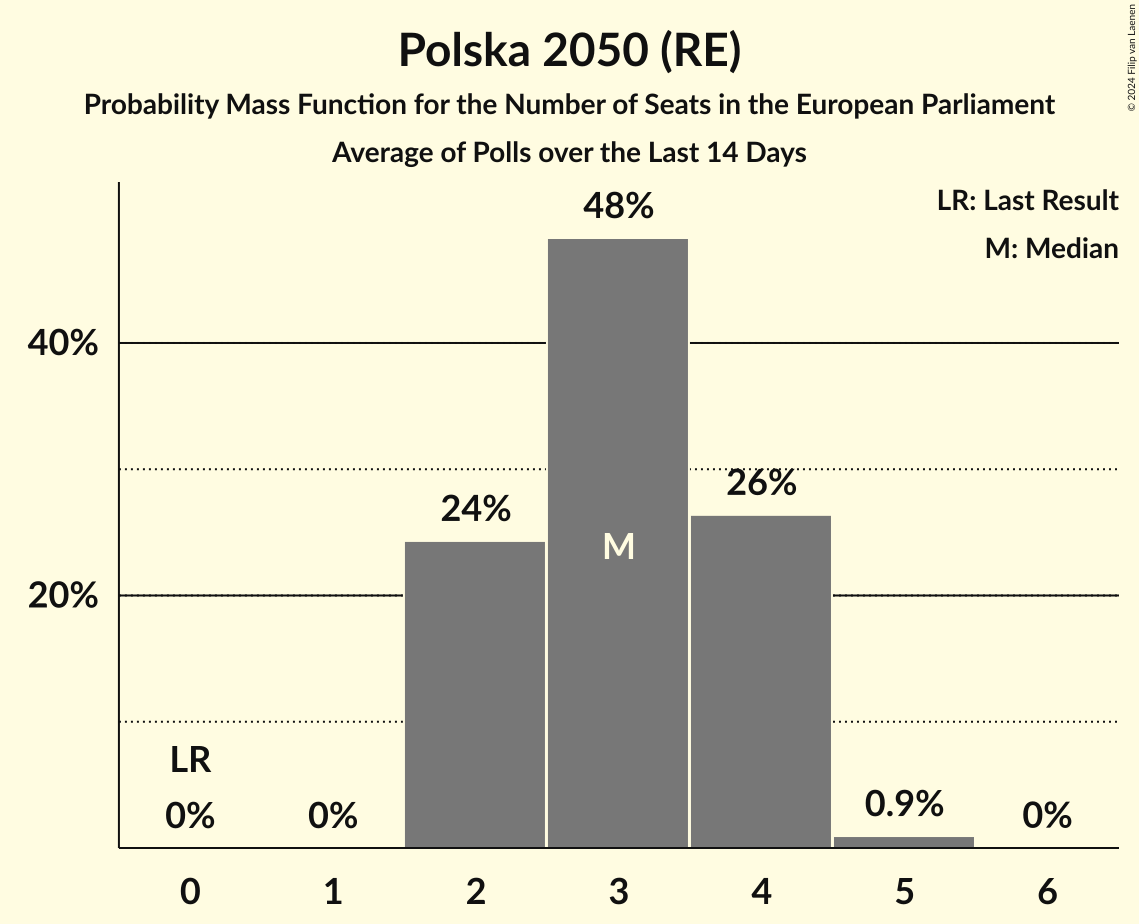 Polska 2050 (RE)
Probability Mass Function for the Number of Seats in the European Parliament
Average of Polls over the Last 14 Days
© 2024 Filip van Laenen
LR: Last Result
M: Median
48%
40%
26%
24%
M
20%
LR
0%
0%
0.9%
0%
0
1
2
3
4
5
6